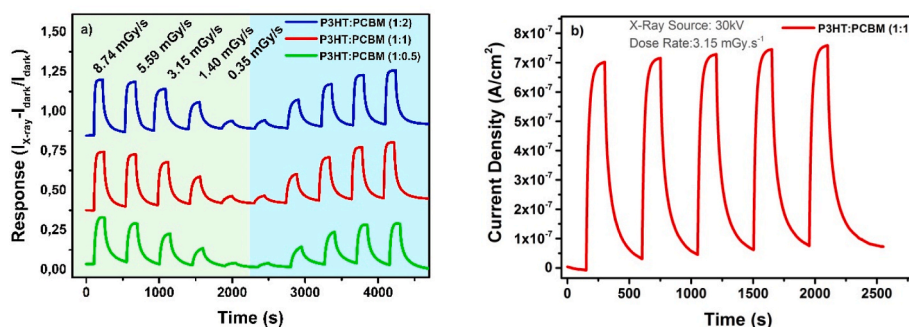 a)
P3HT:PCBM (1:2)
P3HT:PCBM (1:1)
P3HT:PCBM (1:0.5)
8.74 mGy/s
5.59 mGy/s
3.15 mGy/s
1.40 mGy/s
0.35 mGy/s
Response (I X-ray-I dark/I dark)
1,50
1,25
1,00
0,75
0,50
0,25
0,00
0
1000
2000
3000
4000
Time (s)
b)
X-Ray Source: 30kV
Dose Rate:3.15 mGy.s⁻¹
P3HT:PCBM (1:1
Current Density (A/cm²)
9x10⁻⁷
8x10⁻⁷
7x10⁻⁷
6x10⁻⁷
5x10⁻⁷
4x10⁻⁷
3x10⁻⁷
2x10⁻⁷
1x10⁻⁷
0
0
500
1000
1500
2000
2500
Time (s)